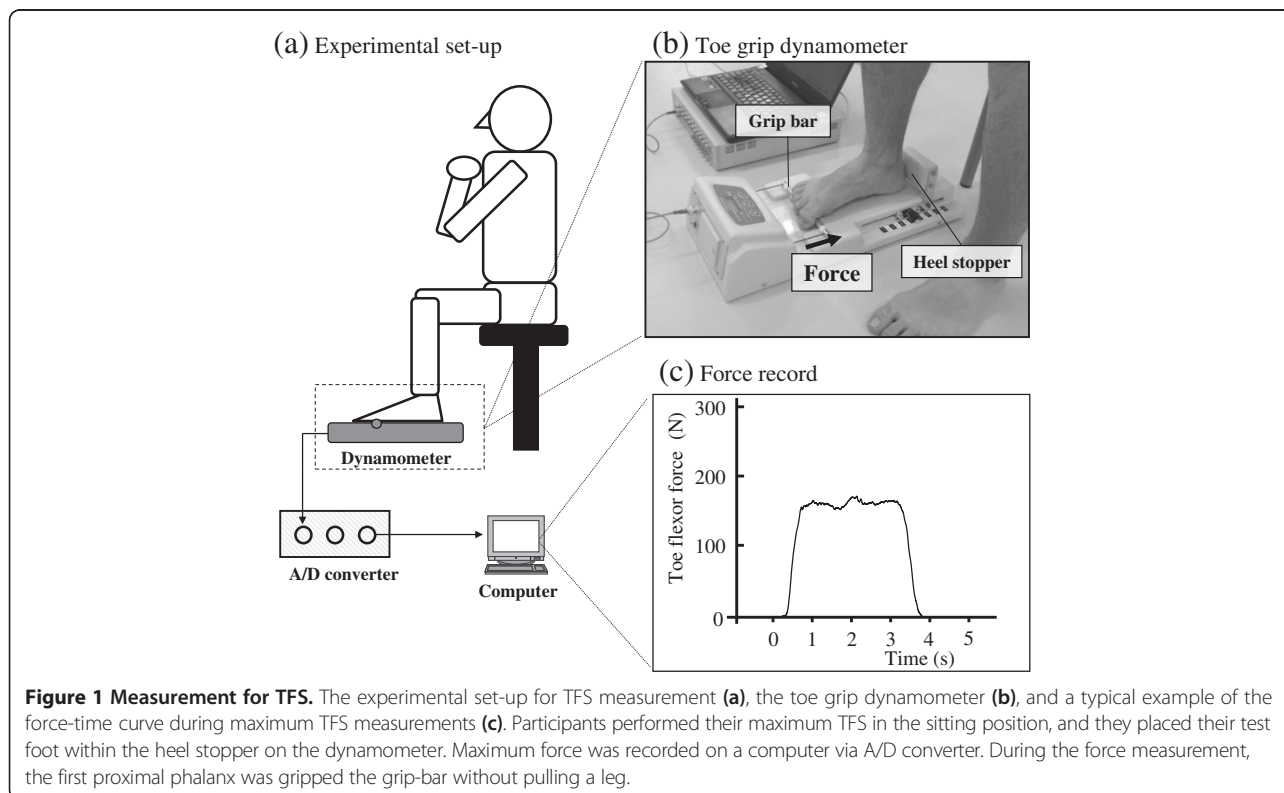 (a) Experimental set-up
(b) Toe grip dynamometer
Grip bar
Force
Heel stopper
Dynamometer
A/D converter
Computer
(c) Force record
Toe flexor force (N)
300
200
100
0
0 1 2 3 4 5
Time (s)
Figure 1 Measurement for TFS. The experimental set-up for TFS measurement (a), the toe grip dynamometer (b), and a typical example of the
force-time curve during maximum TFS measurements (c). Participants performed their maximum TFS in the sitting position, and they placed their test
foot within the heel stopper on the dynamometer. Maximum force was recorded on a computer via A/D converter. During the force measurement,
the first proximal phalanx was gripped the grip-bar without pulling a leg.